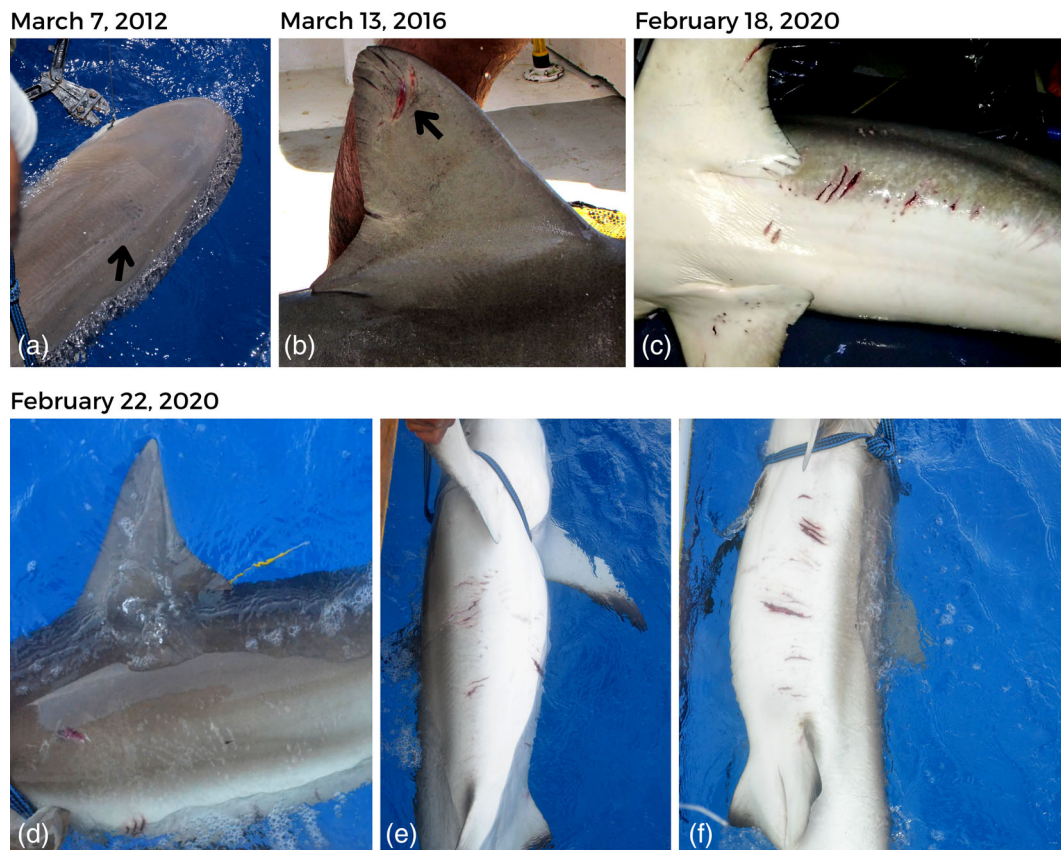 March 7, 2012
March 13, 2016
February 18, 2020
(a)
(b)
(c)
February 22, 2020
(d)
(e)
(f)